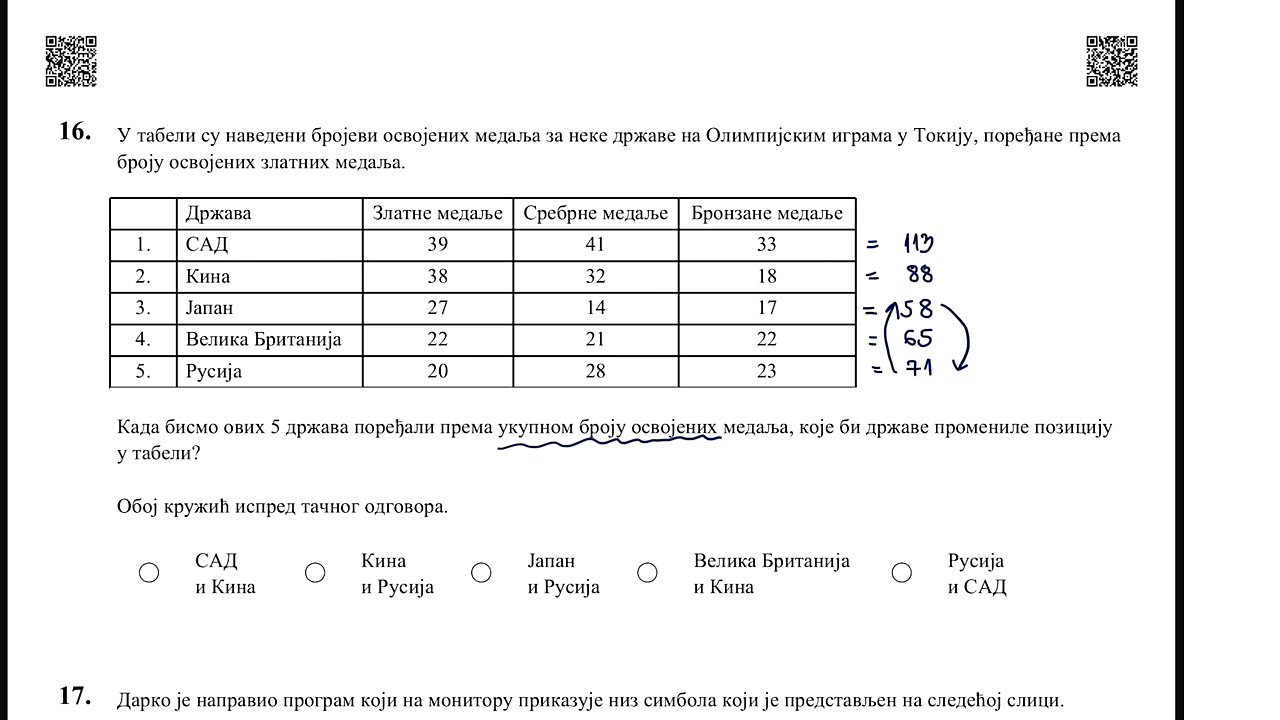 16. У табели су наведени бројеви освојених медаља за неке државе на Олимпијским играма у Токију, поређане према
броју освојених златних медаља.
Држава Златне медаље Сребрне медаље Бронзане медаље
1. САД 39 41 33 = 113
2. Кина 38 32 18 = 88
3. Јапан 27 14 17 = 58
4. Велика Британија 22 21 22 = 65
5. Русија 20 28 23 = 71
Када бисмо ових 5 држава поређали према укупном броју освојених медаља, које би државе промениле позицију
у табели?
Обој кружић испред тачног одговора.
САД Кина Јапан Велика Британија Русија
и Кина и Русија и Русија и Кина и САД
17. Дарко је направио програм који на монитору приказује низ симбола који је представљен на следећој слици.